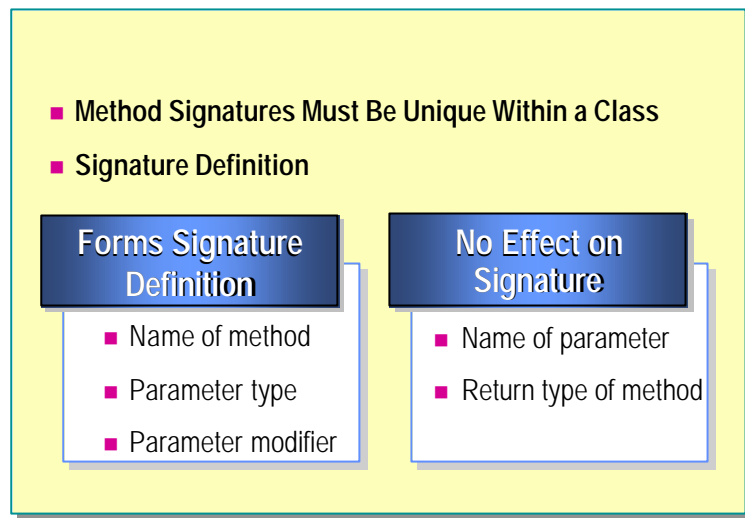 Method Signatures Must Be Unique Within a Class
Signature Definition
Forms Signature
Definition
Name of method
Parameter type
Parameter modifier
No Effect on
Signature
Name of parameter
Return type of method